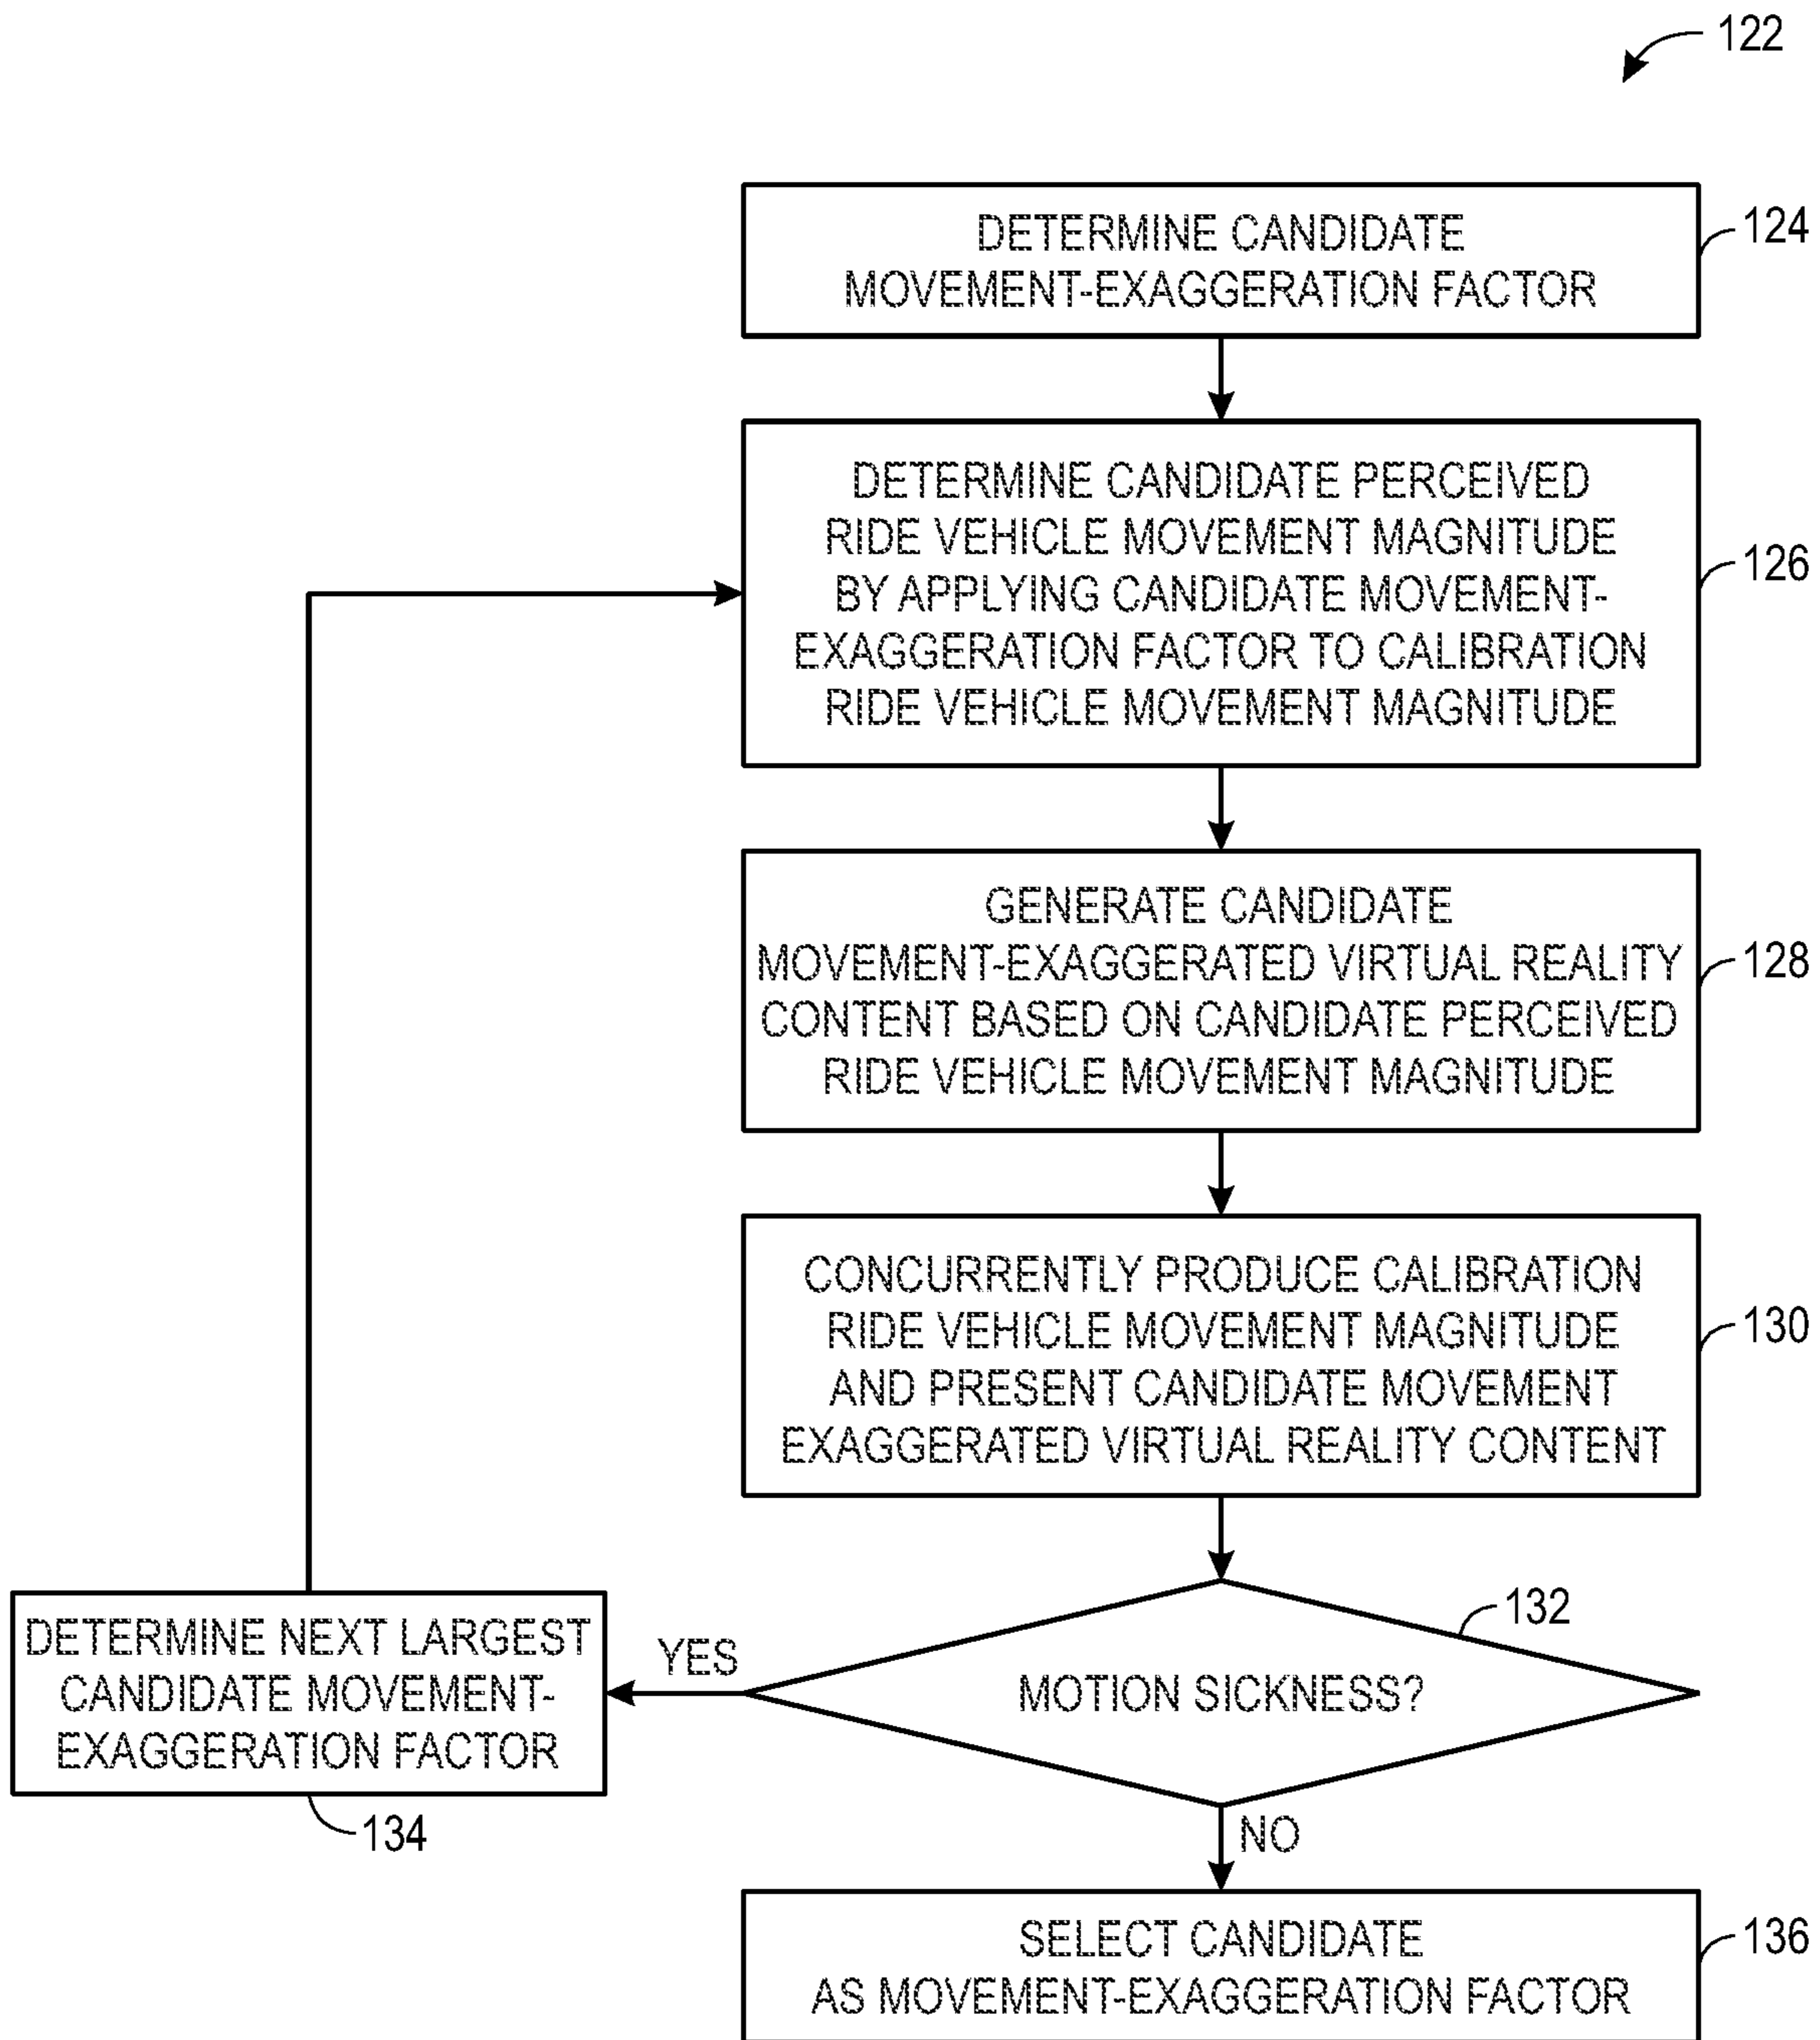 122
DETERMINE CANDIDATE
MOVEMENT-EXAGGERATION FACTOR
124
DETERMINE CANDIDATE PERCEIVED
RIDE VEHICLE MOVEMENT MAGNITUDE
BY APPLYING CANDIDATE MOVEMENT-
EXAGGERATION FACTOR TO CALIBRATION
RIDE VEHICLE MOVEMENT MAGNITUDE
126
GENERATE CANDIDATE
MOVEMENT-EXAGGERATED VIRTUAL REALITY
CONTENT BASED ON CANDIDATE PERCEIVED
RIDE VEHICLE MOVEMENT MAGNITUDE
128
CONCURRENTLY PRODUCE CALIBRATION
RIDE VEHICLE MOVEMENT MAGNITUDE
AND PRESENT CANDIDATE MOVEMENT
EXAGGERATED VIRTUAL REALITY CONTENT
130
MOTION SICKNESS?
132
YES
DETERMINE NEXT LARGEST
CANDIDATE MOVEMENT-
EXAGGERATION FACTOR
134
NO
SELECT CANDIDATE
AS MOVEMENT-EXAGGERATION FACTOR
136